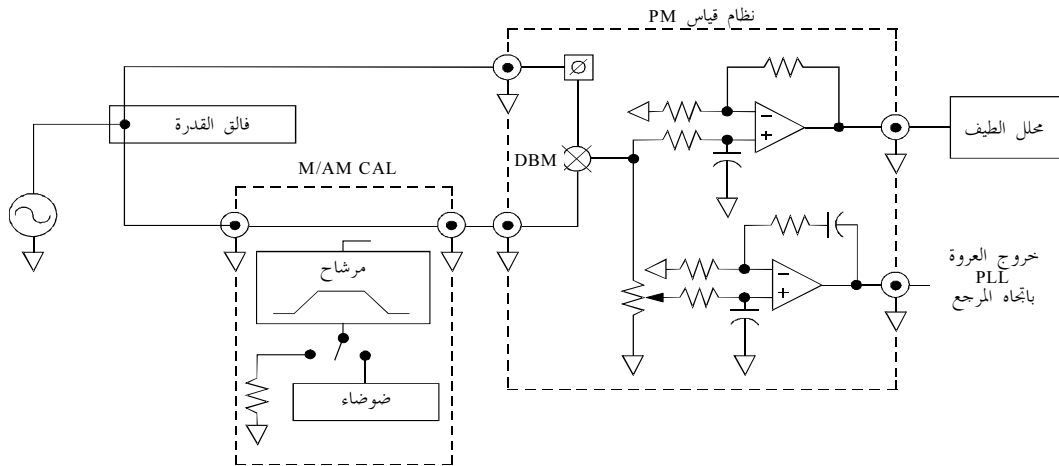 نظام قياس PM
فالق القدرة
محلل الطيف
DBM
M/AM CAL
مرشاح
خروج العروة
PLL
باتجاه المرجع
ضوضاء